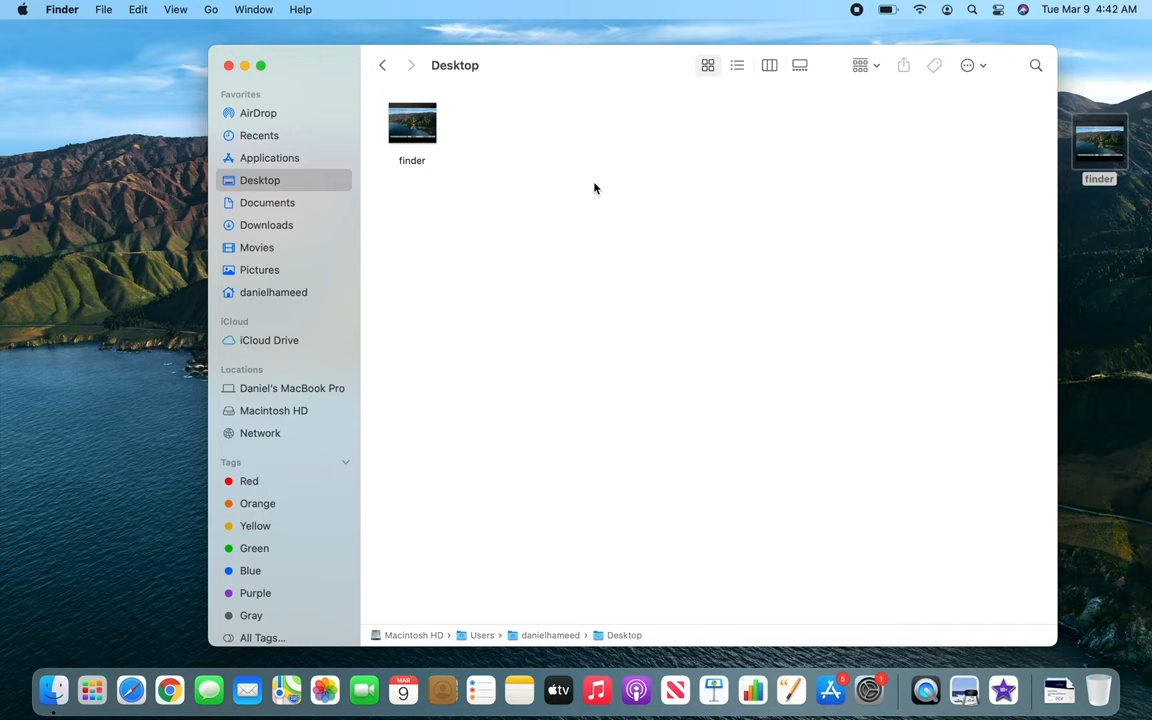 Finder File Edit View Go Window Help
Tue Mar 9 4:42 AM
Desktop
Favorites
AirDrop
Recents
Applications
Desktop
Documents
Downloads
Movies
Pictures
danielhameed
iCloud
iCloud Drive
Locations
Daniel's MacBook Pro
Macintosh HD
Network
Tags
Red
Orange
Yellow
Green
Blue
Purple
Gray
All Tags...
finder
finder
Macintosh HD › Users › danielhameed › Desktop
MAR
9
tv
5
1
PDF